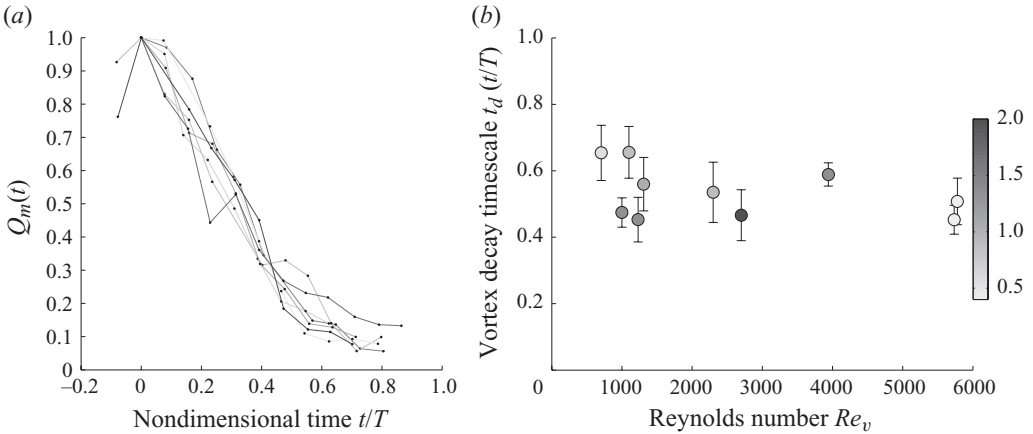 (a)
1.0
0.9
0.8
0.7
0.6
0.5
0.4
0.3
0.2
0.1
0
Qm(t)
–0.2 0 0.2 0.4 0.6 0.8 1.0
Nondimensional time t/T
(b)
1.0
0.8
0.6
0.4
0.2
Vortex decay timescale td (t/T)
0 1000 2000 3000 4000 5000 6000
Reynolds number Rev
2.0
1.5
1.0
0.5